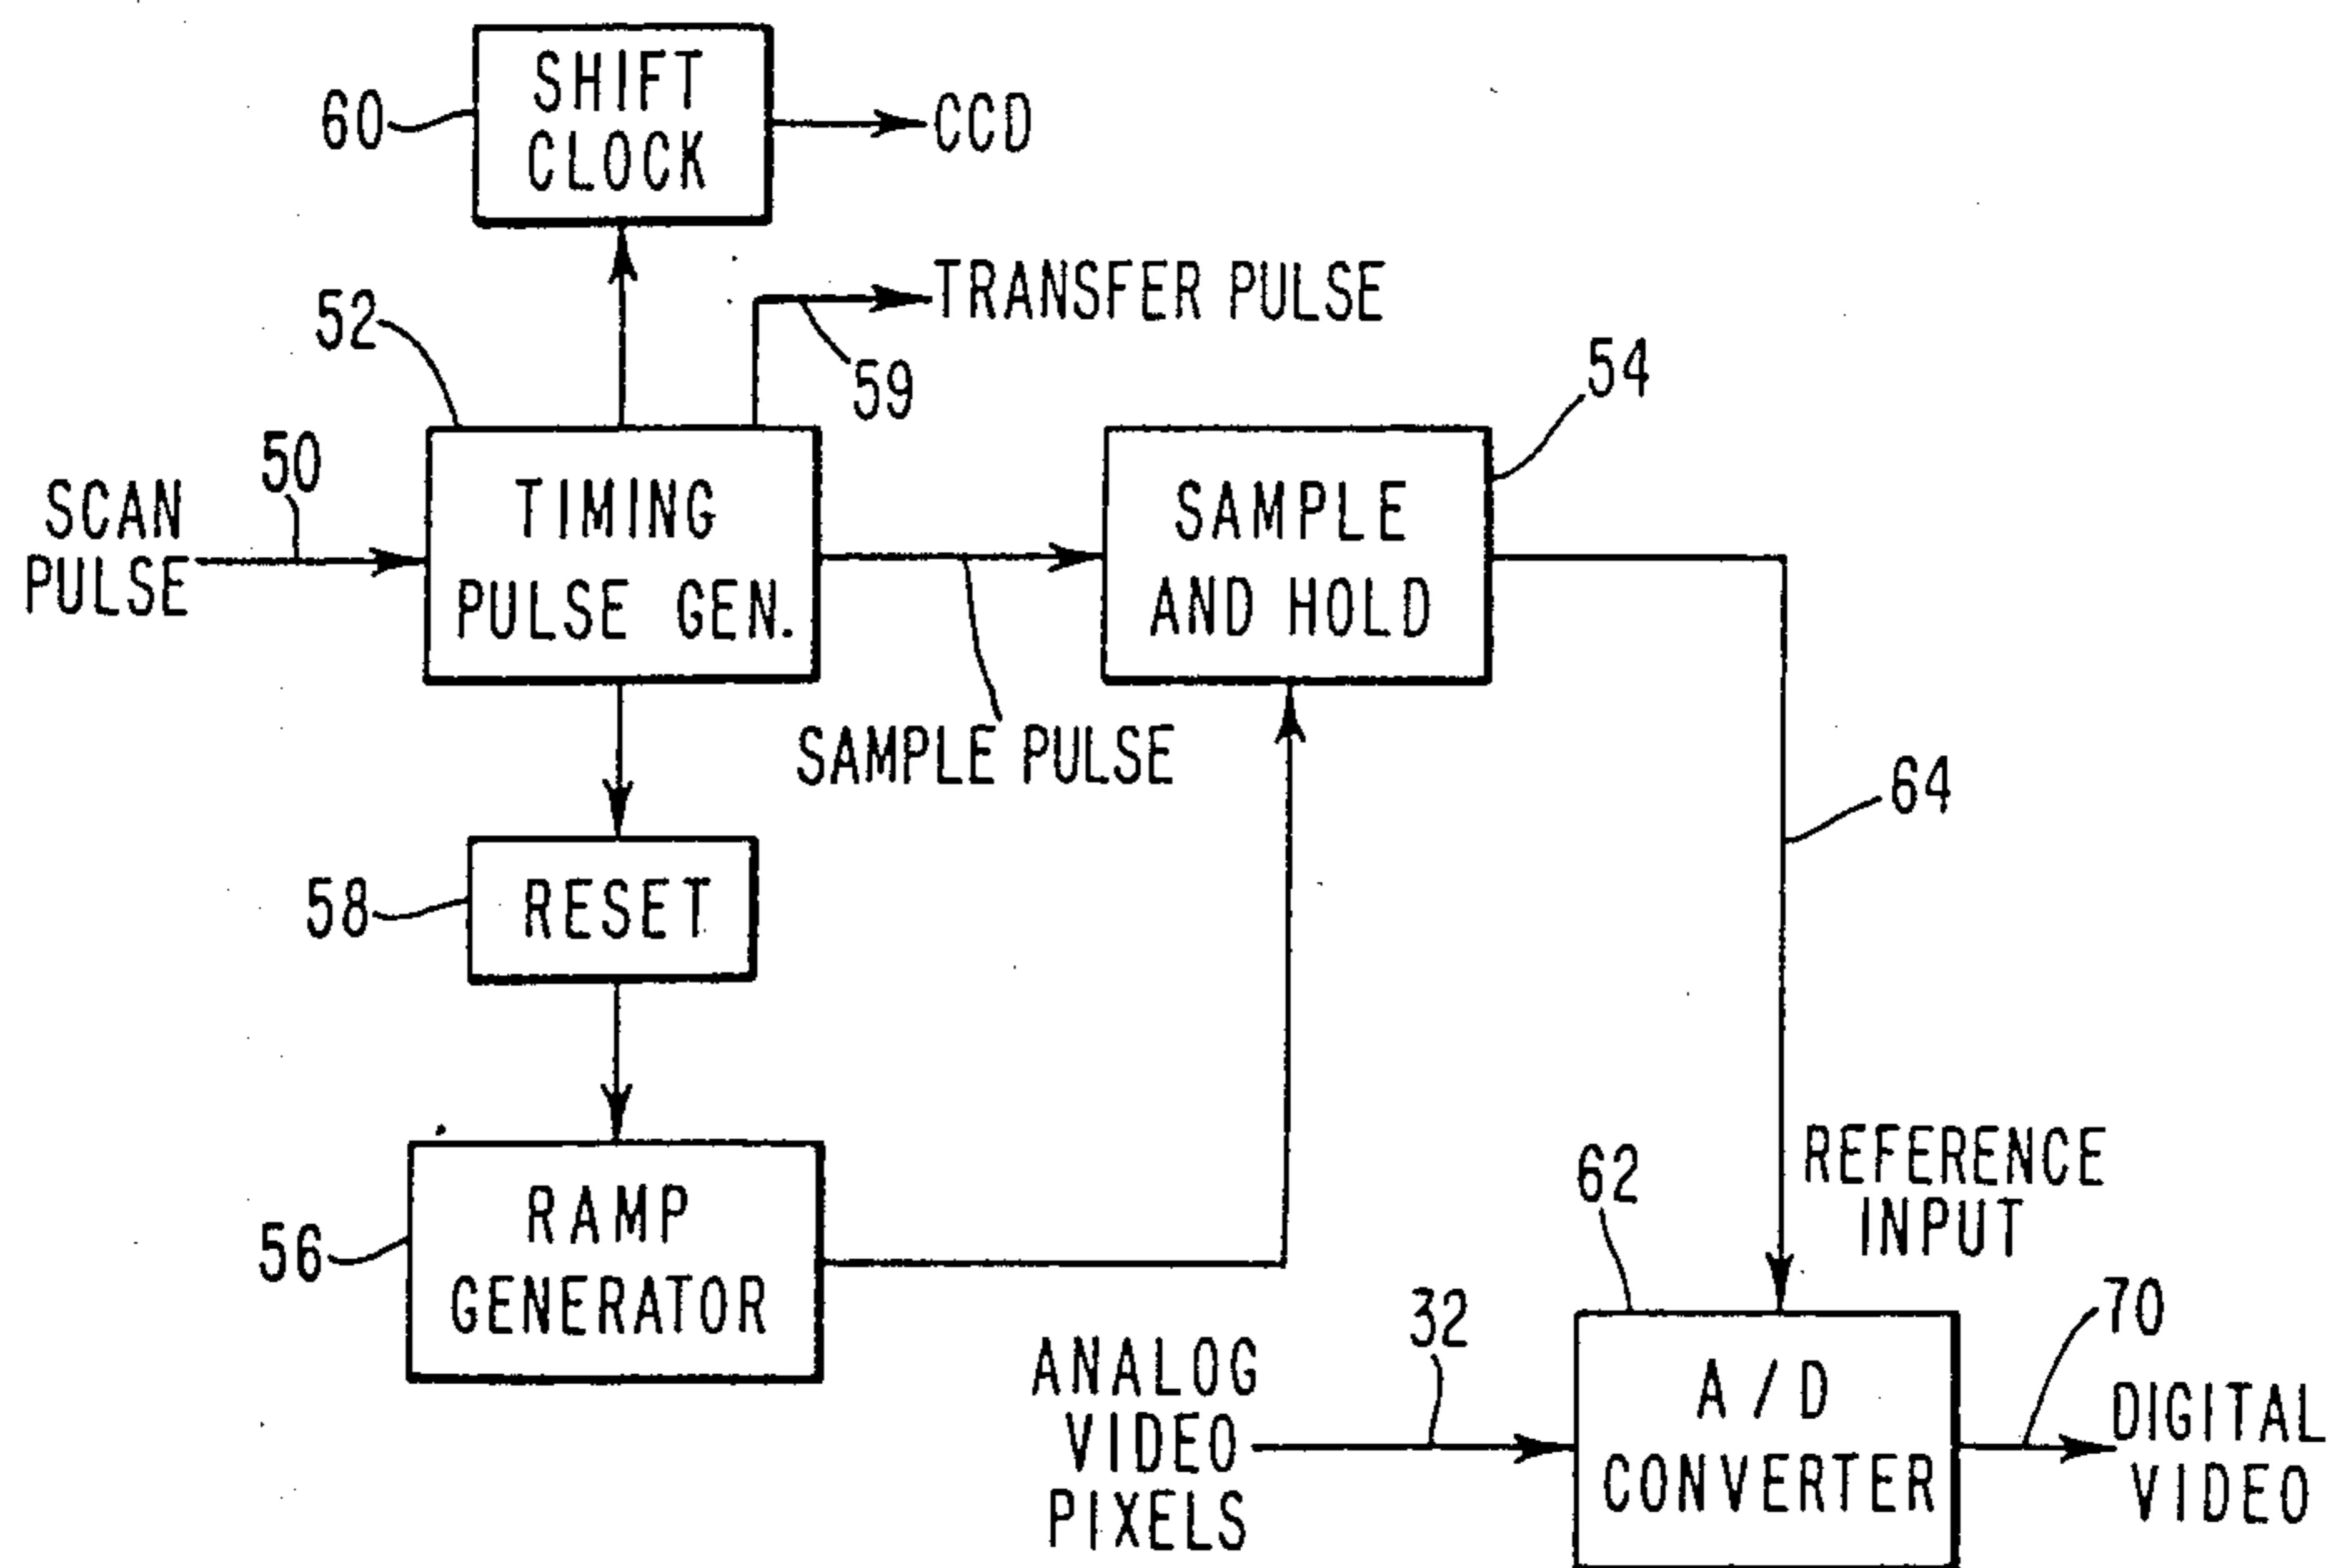 SHIFT
CLOCK
60
CCD
TRANSFER PULSE
52
59
54
50
SCAN
PULSE
TIMING
PULSE GEN.
SAMPLE
AND HOLD
SAMPLE PULSE
64
58
RESET
REFERENCE
INPUT
62
56
RAMP
GENERATOR
32
70
ANALOG
VIDEO
PIXELS
A/D
CONVERTER
DIGITAL
VIDEO